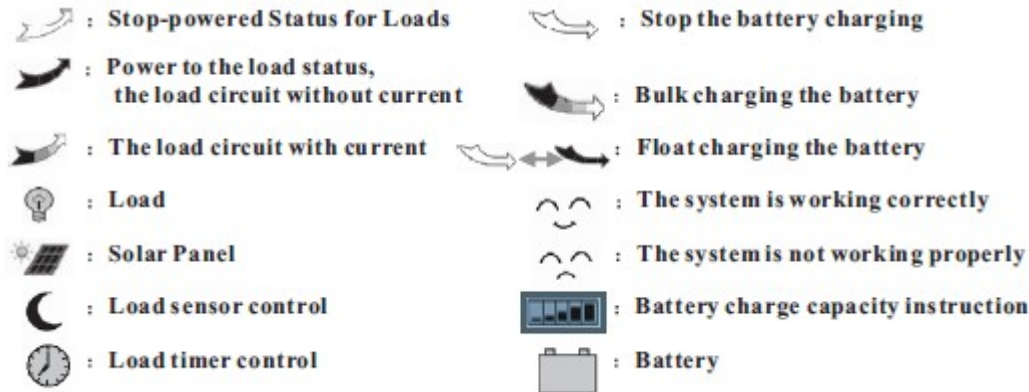 : Stop-powered Status for Loads
: Power to the load status,
the load circuit without current
: The load circuit with current
: Load
: Solar Panel
: Load sensor control
: Load timer control
: Stop the battery charging
: Bulk charging the battery
: Float charging the battery
: The system is working correctly
: The system is not working properly
: Battery charge capacity instruction
: Battery